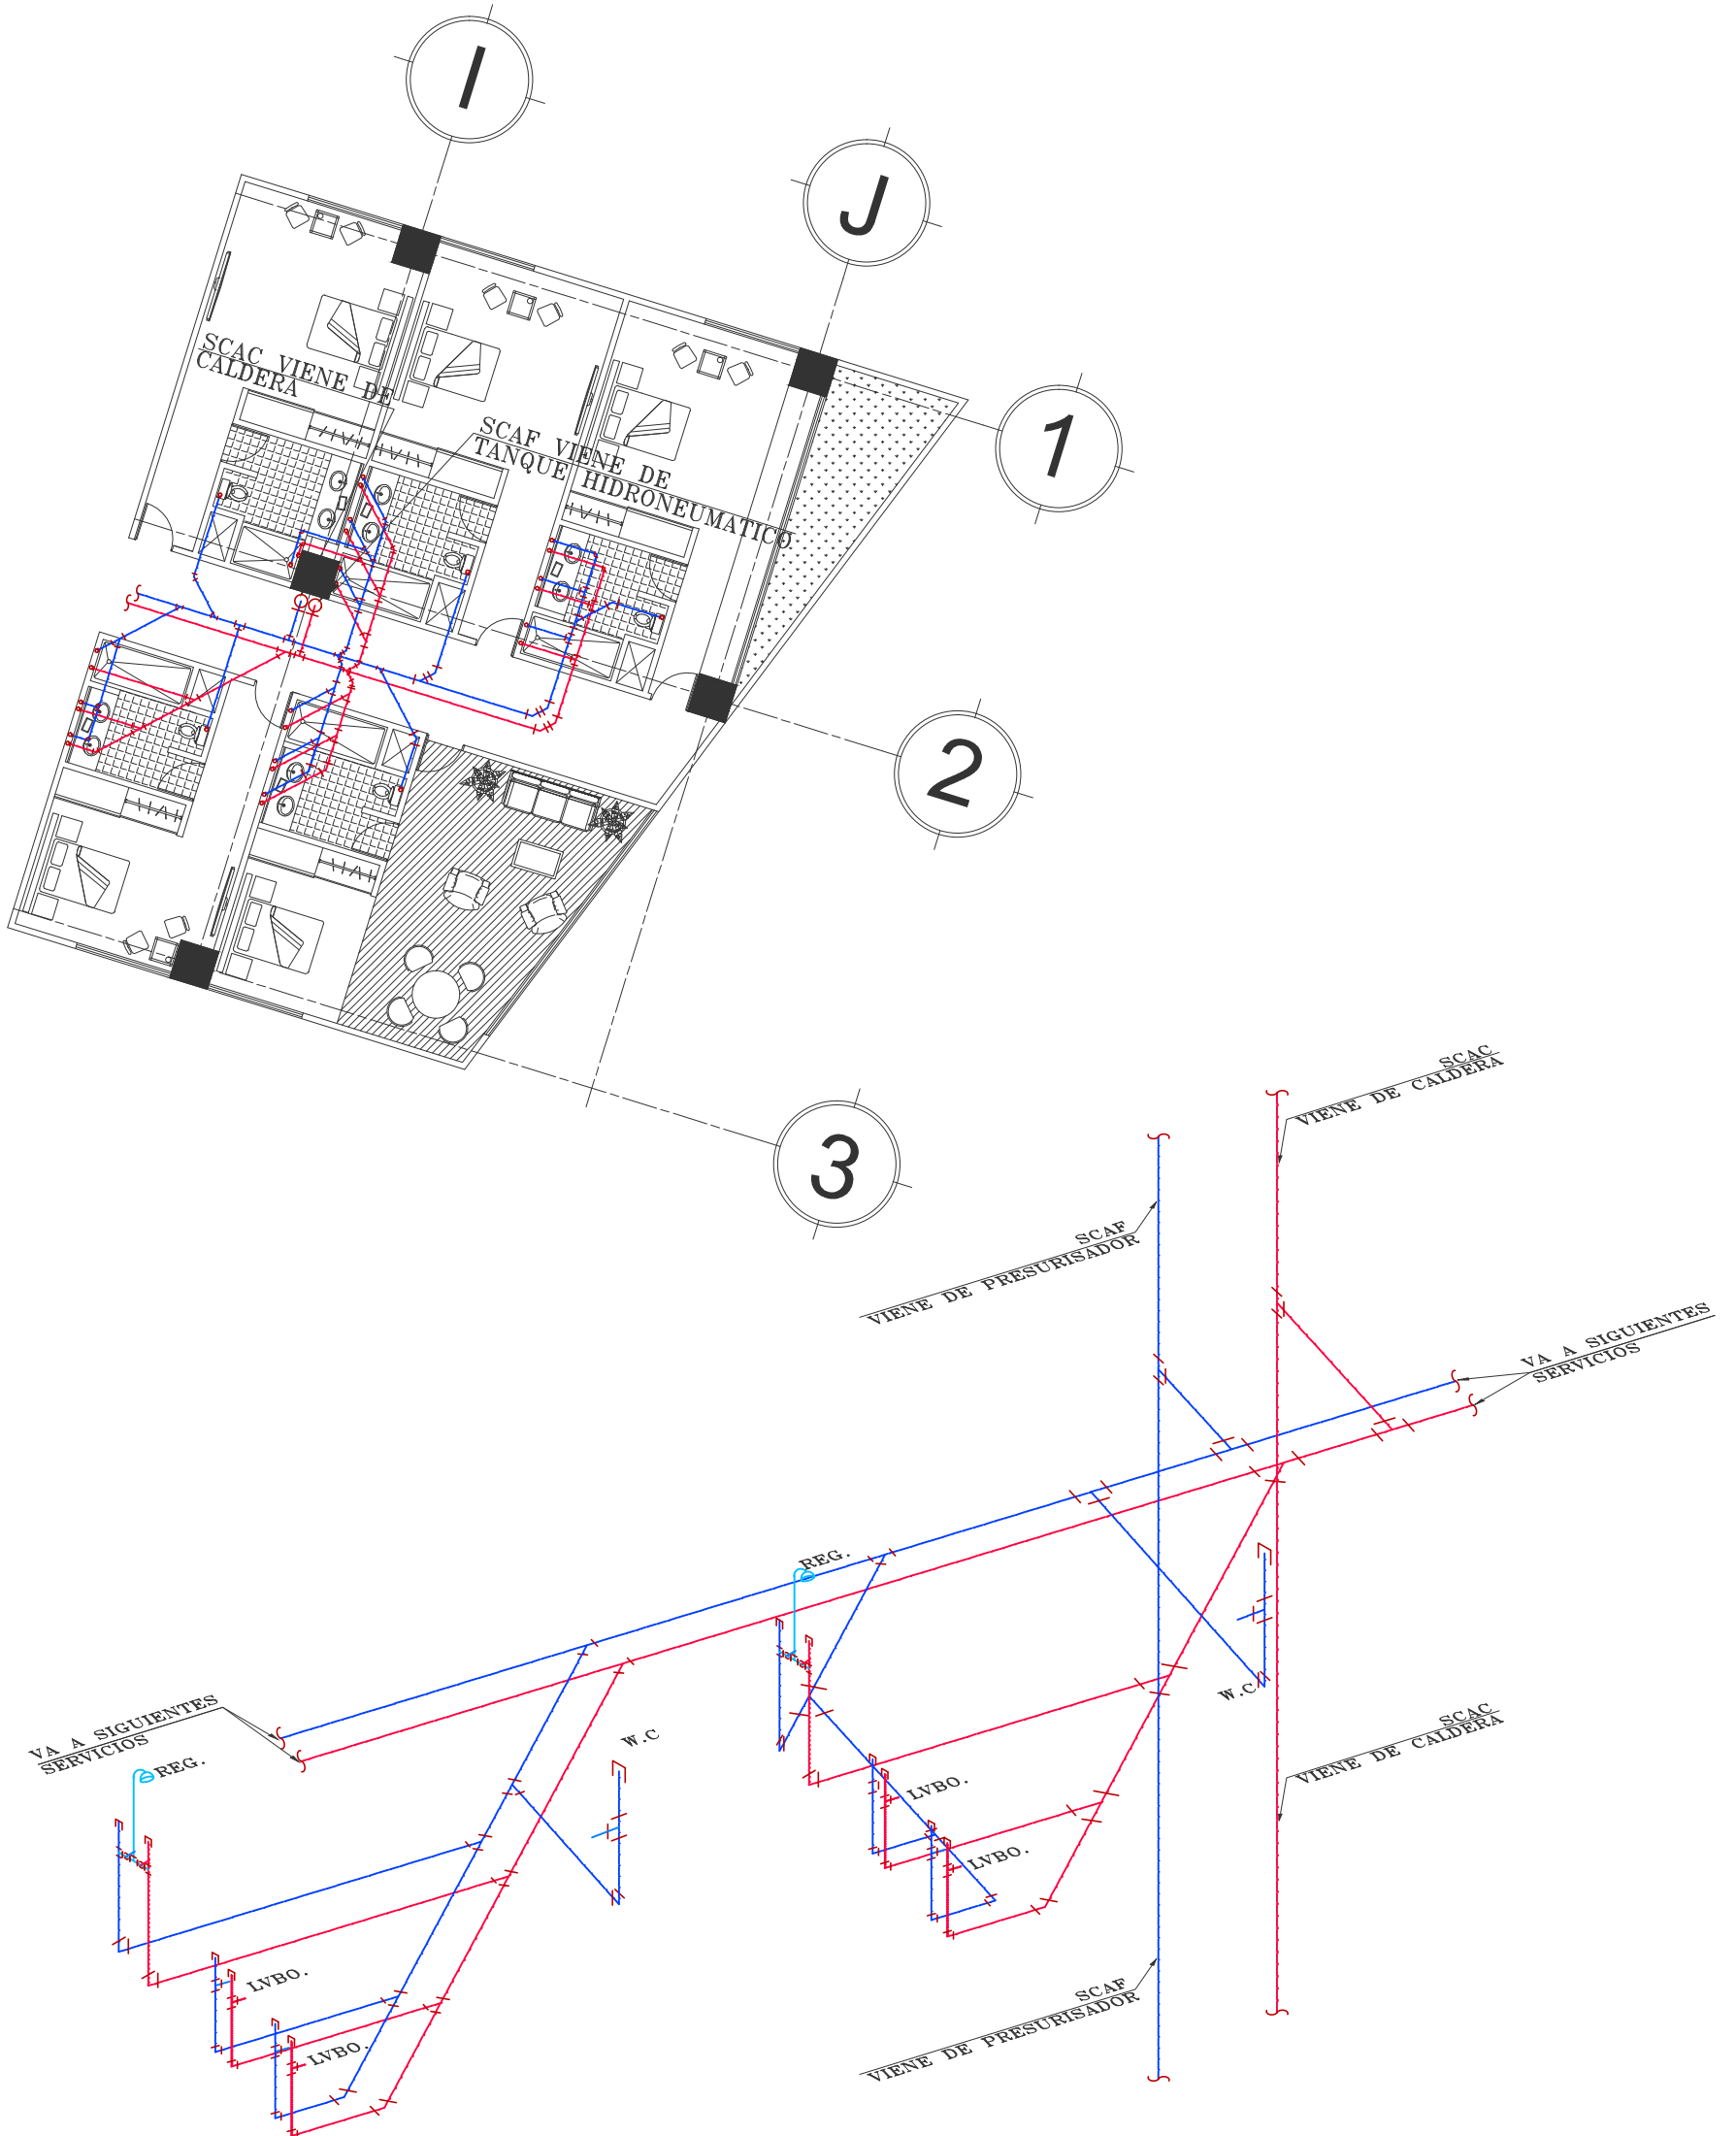 I
J
SCAC VIENE DE
CALDERA
SCAF VIENE DE
TANQUE HIDRONEUMATICO
1
2
3
SCAC
VIENE DE CALDERA
SCAF
VIENE DE PRESURISADOR
VA A SIGUIENTES
SERVICIOS
REG.
W.C
VA A SIGUIENTES
SERVICIOS
REG.
W.C
LVBO.
LVBO.
SCAC
VIENE DE CALDERA
LVBO.
LVBO.
SCAF
VIENE DE PRESURISADOR